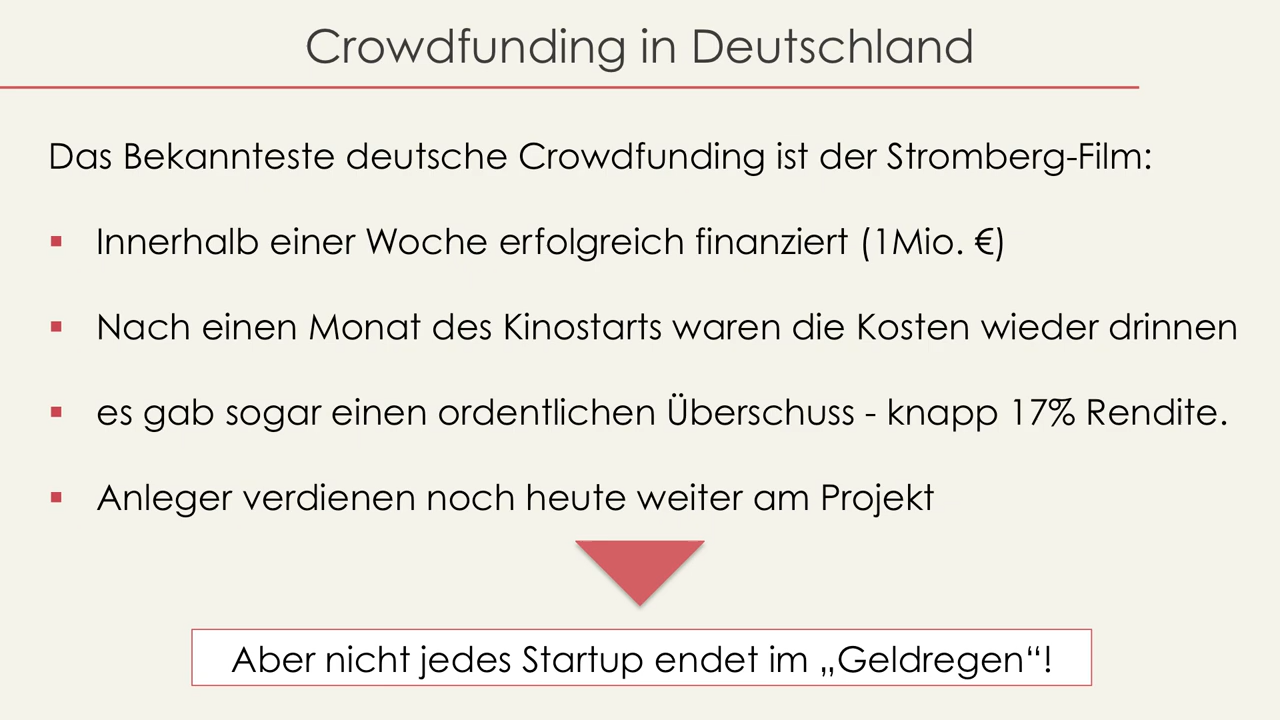 Crowdfunding in Deutschland
Das Bekannteste deutsche Crowdfunding ist der Stromberg-Film:
▪ Innerhalb einer Woche erfolgreich finanziert (1Mio. €)
▪ Nach einen Monat des Kinostarts waren die Kosten wieder drinnen
▪ es gab sogar einen ordentlichen Überschuss - knapp 17% Rendite.
▪ Anleger verdienen noch heute weiter am Projekt
Aber nicht jedes Startup endet im „Geldregen“!